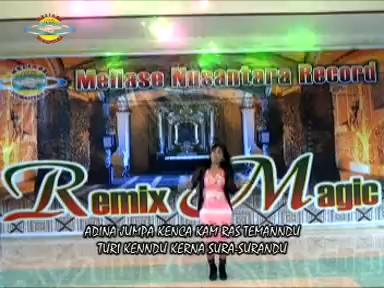 Mellase Nusantara Record
Remix Magic
ADINA JUMPA KENCA KAM RAS TEMANNDU
TURI KENNDU KERNA SURA-SURANDU